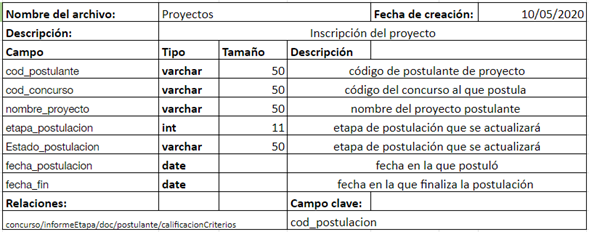 Nombre del archivo: Proyectos Fecha de creación: 10/05/2020
Descripción: Inscripción del proyecto
Campo Tipo Tamaño Descripción
cod_postulante varchar 50 código de postulante de proyecto
cod_concurso varchar 50 código del concurso al que postula
nombre_proyecto varchar 50 nombre del proyecto postulante
etapa_postulacion int 11 etapa de postulación que se actualizará
Estado_postulacion varchar 50 etapa de postulación que se actualizará
fecha_postulacion date fecha en la que postuló
fecha_fin date fecha en la que finaliza la postulación
Relaciones: Campo clave:
concurso/informeEtapa/doc/postulante/calificacionCriterios cod_postulacion